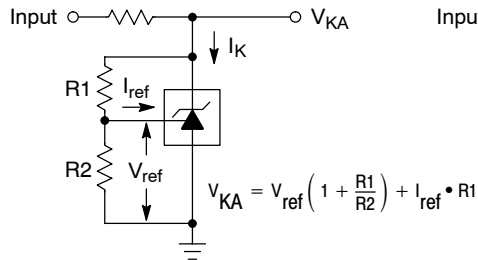 Input
V_KA
Inpu
I_K
R1
I_ref
R2
V_ref
V_KA = V_ref ( 1 + R1/R2 ) + I_ref • R1